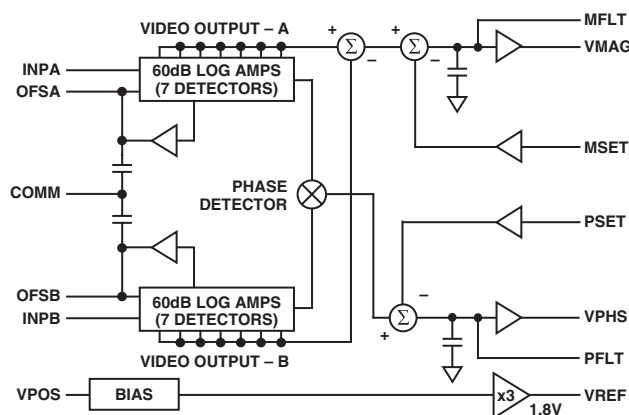 VIDEO OUTPUT – A
+
Σ
–
+
Σ
–
MFLT
VMAG
INPA
OFSA
60dB LOG AMPS
(7 DETECTORS)
MSET
COMM
PHASE
DETECTOR
PSET
OFSB
INPB
60dB LOG AMPS
(7 DETECTORS)
–
+
Σ
VPHS
VIDEO OUTPUT – B
PFLT
VPOS
BIAS
x3
1.8V
VREF